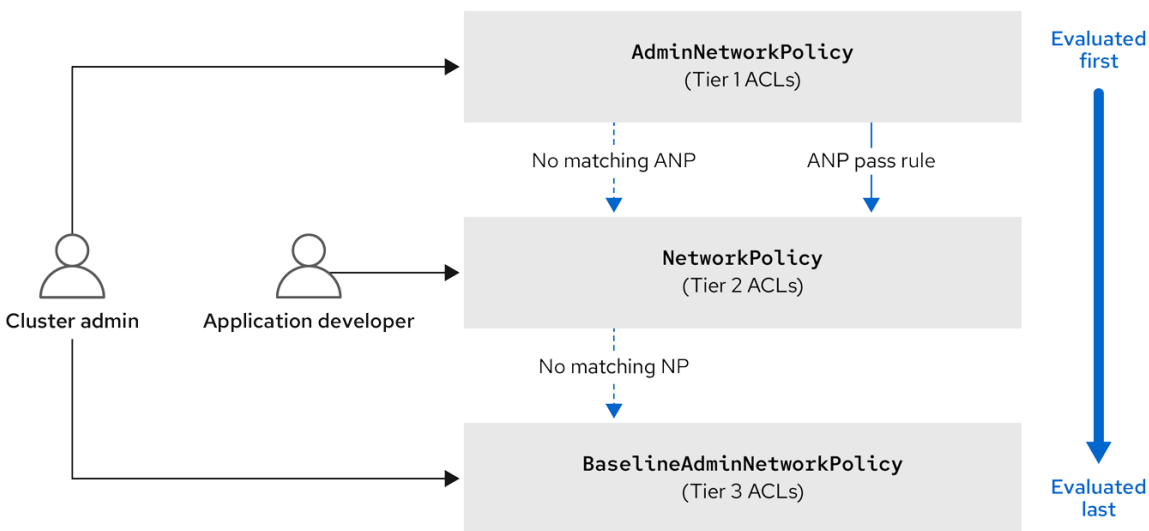 AdminNetworkPolicy
(Tier 1 ACLs)
Evaluated
first
No matching ANP
ANP pass rule
NetworkPolicy
(Tier 2 ACLs)
Cluster admin
Application developer
No matching NP
BaselineAdminNetworkPolicy
(Tier 3 ACLs)
Evaluated
last